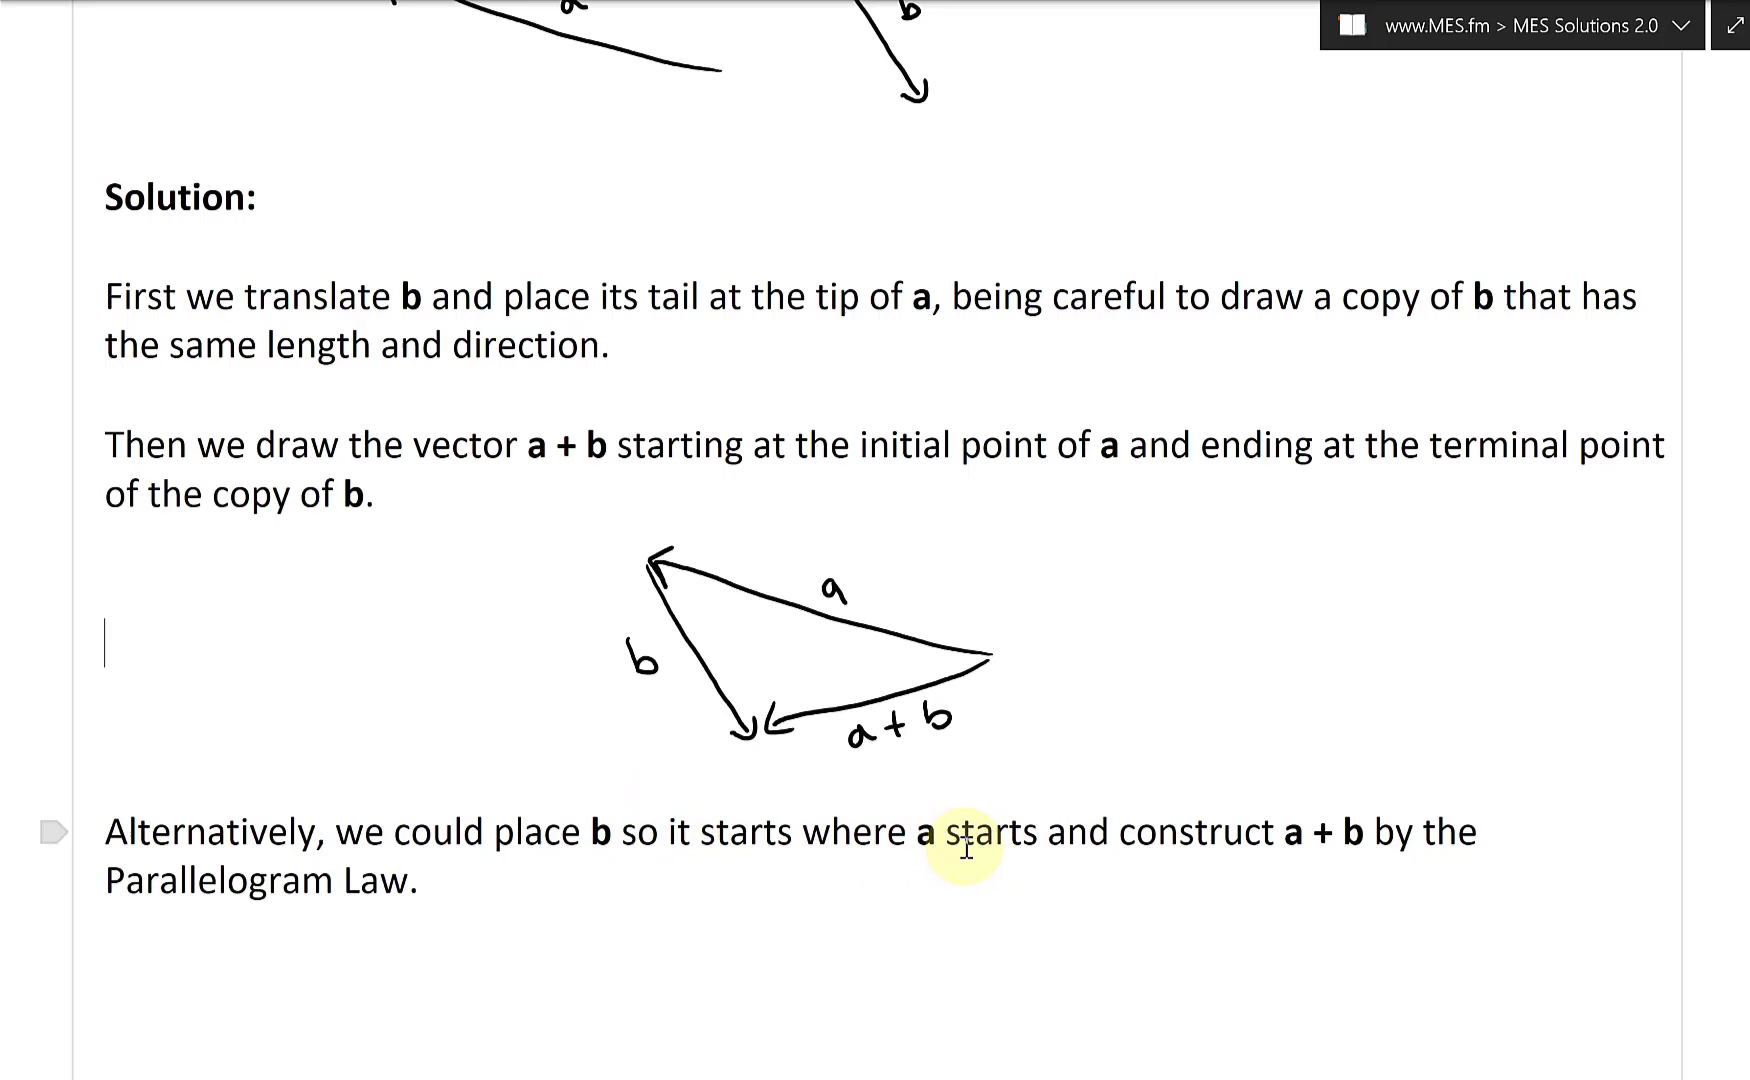 a
b
www.MES.fm > MES Solutions 2.0
Solution:
First we translate b and place its tail at the tip of a, being careful to draw a copy of b that has
the same length and direction.
Then we draw the vector a + b starting at the initial point of a and ending at the terminal point
of the copy of b.
a
b
a + b
Alternatively, we could place b so it starts where a starts and construct a + b by the
Parallelogram Law.